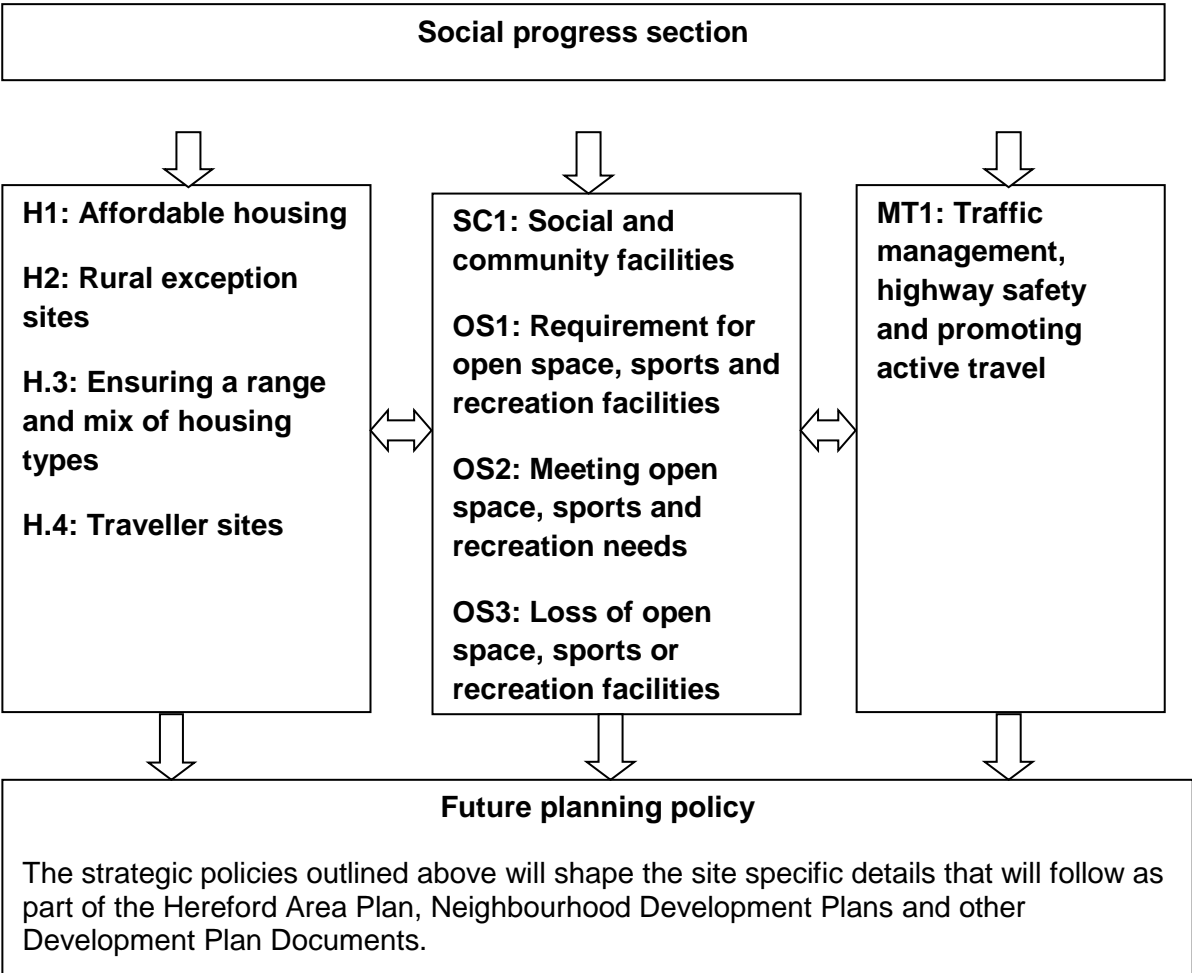 Social progress section
H1: Affordable housing
H2: Rural exception
sites
H.3: Ensuring a range
and mix of housing
types
H.4: Traveller sites
SC1: Social and
community facilities
OS1: Requirement for
open space, sports and
recreation facilities
OS2: Meeting open
space, sports and
recreation needs
OS3: Loss of open
space, sports or
recreation facilities
MT1: Traffic
management,
highway safety
and promoting
active travel
Future planning policy
The strategic policies outlined above will shape the site specific details that will follow as
part of the Hereford Area Plan, Neighbourhood Development Plans and other
Development Plan Documents.